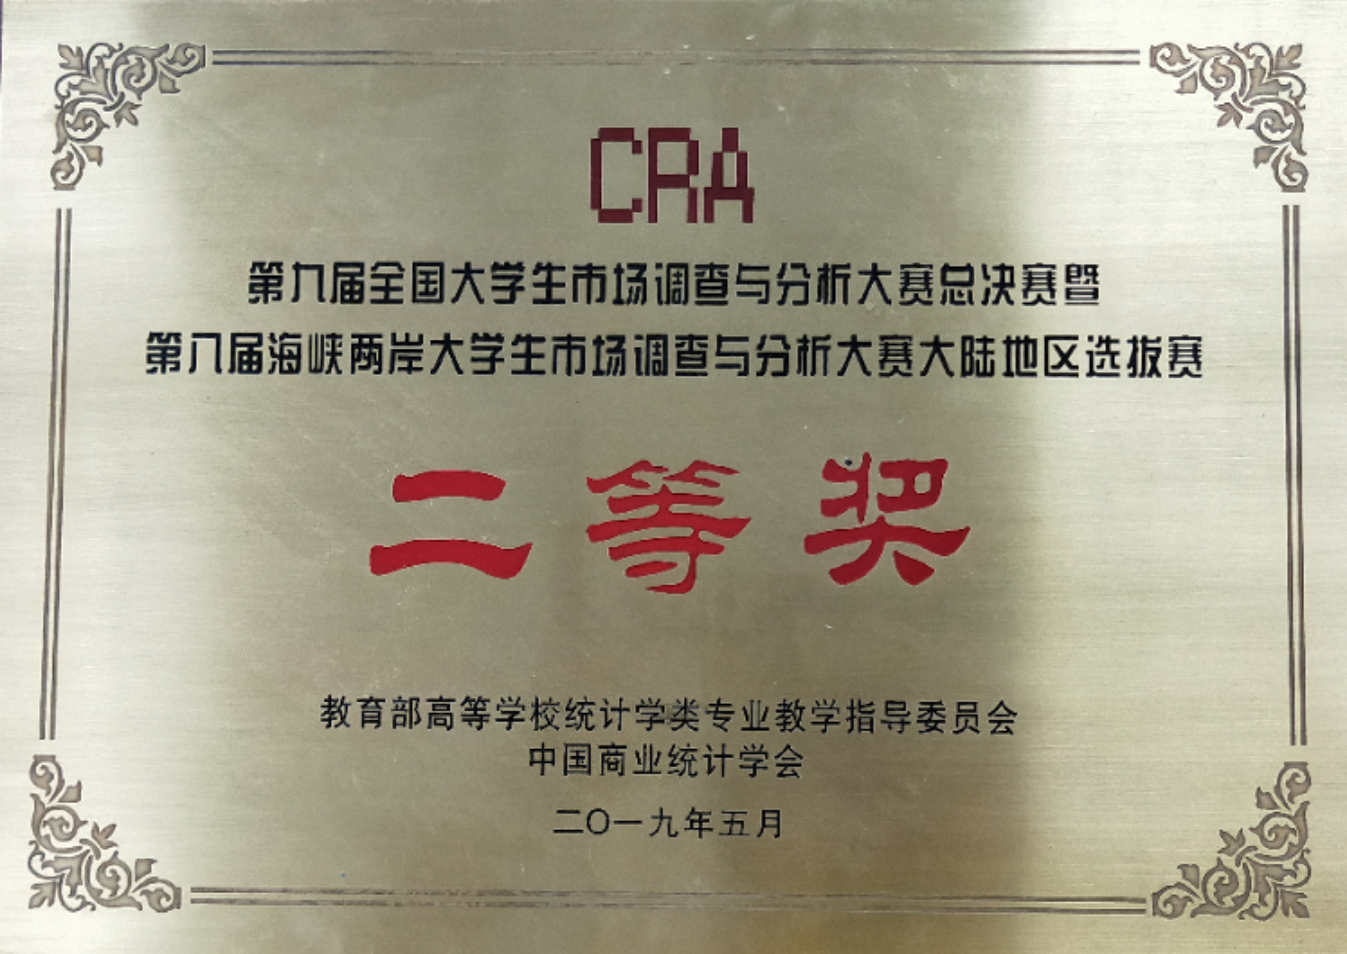 CRA
第九届全国大学生市场调查与分析大赛总决赛暨
第八届海峡两岸大学生市场调查与分析大赛大陆地区选拔赛
二等奖
教育部高等学校统计学类专业教学指导委员会
中国商业统计学会
二〇一九年五月